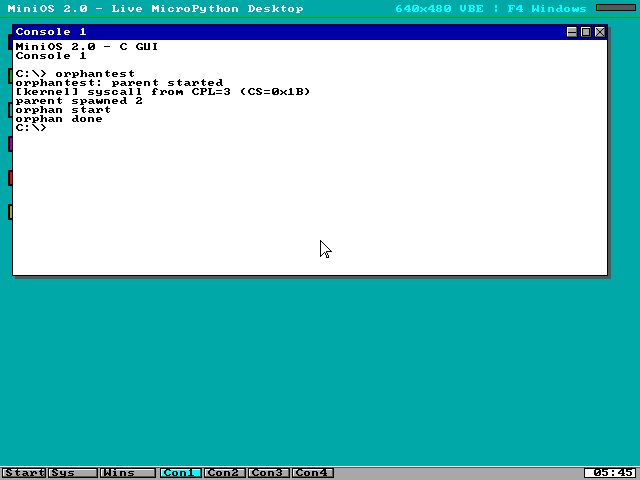 MiniOS 2.0 - Live MicroPython Desktop
640x480 VBE | F4 Windows
Console 1
MiniOS 2.0 - C GUI
Console 1
C:\> orphantest
orphantest: parent started
[kernel] syscall from CPL=3 (CS=0x1B)
parent spawned 2
orphan start
orphan done
C:\>
Start Sys Wins Con1 Con2 Con3 Con4 05:45